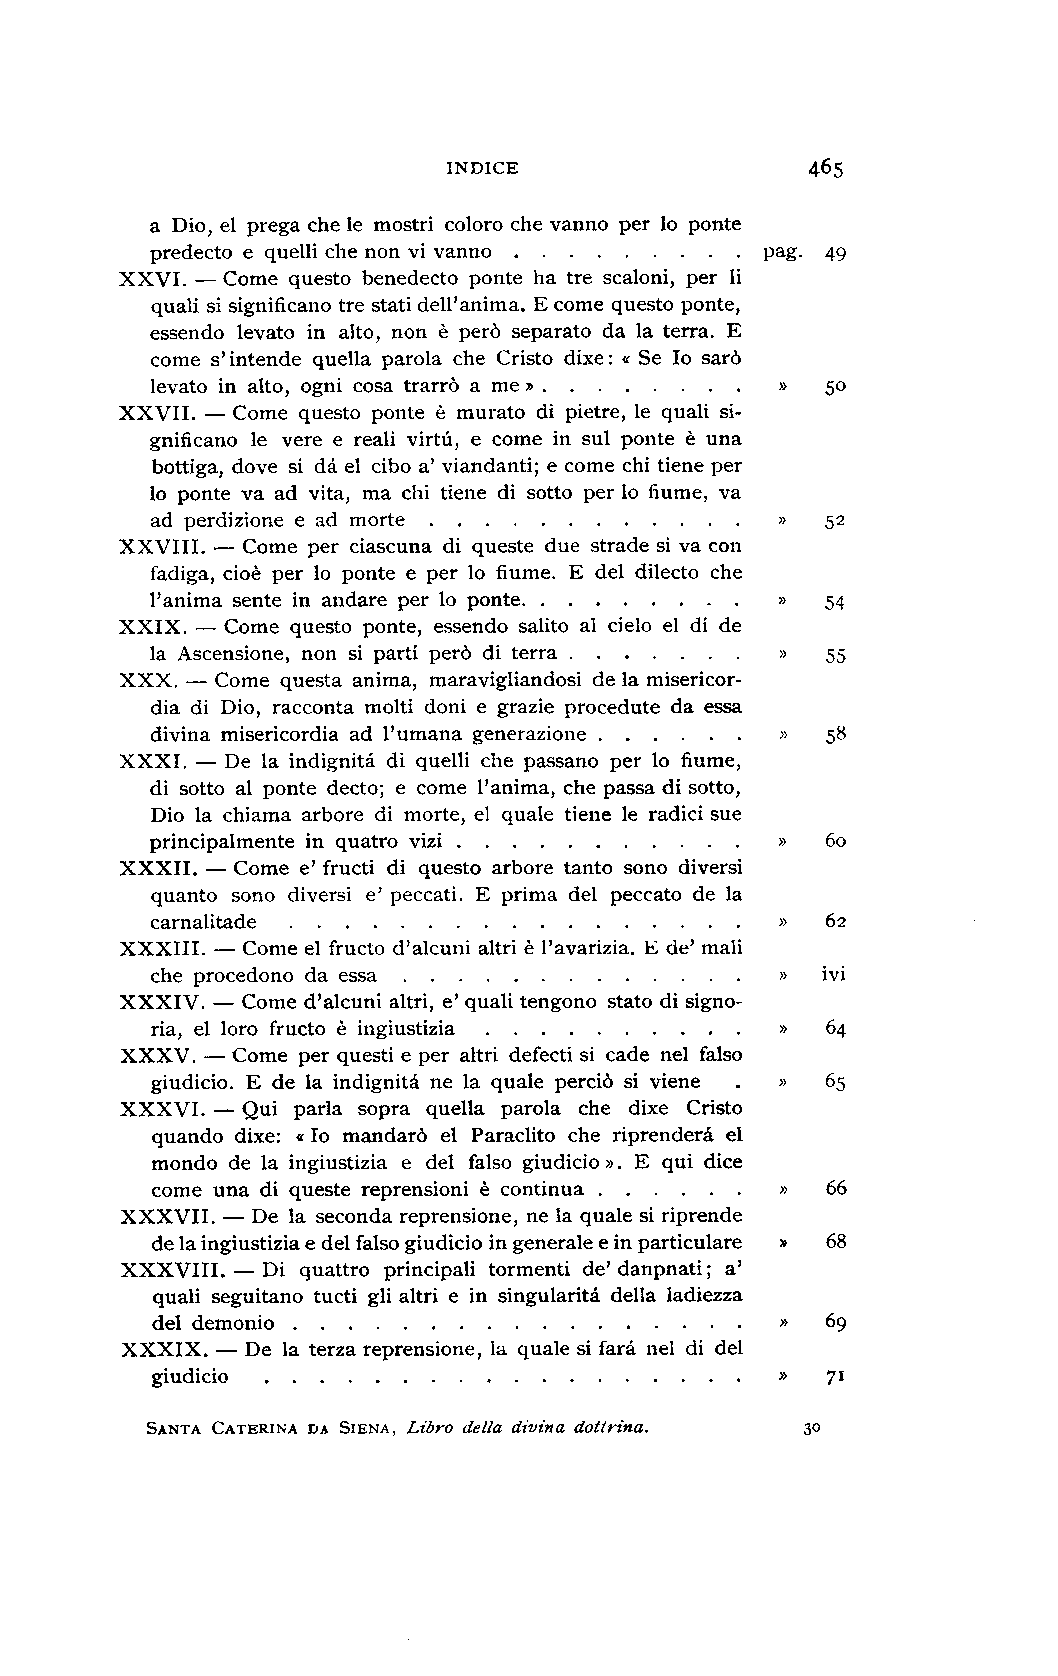 INDICE 465
a Dio, el prega che le mostri coloro che vanno per lo ponte
predecto e quelli che non vi vanno . . . . . . . . . pag. 49
XXVI. — Come questo benedecto ponte ha tre scaloni, per li
quali si significano tre stati dell'anima. E come questo ponte,
essendo levato in alto, non è però separato da la terra. E
come s'intende quella parola che Cristo dixe: « Se Io sarò
levato in alto, ogni cosa trarrò a me » . . . . . . . . » 50
XXVII. — Come questo ponte è murato di pietre, le quali si-
gnificano le vere e reali virtú, e come in sul ponte è una
bottiga, dove si dá el cibo a' viandanti; e come chi tiene per
lo ponte va ad vita, ma chi tiene di sotto per lo fiume, va
ad perdizione e ad morte . . . . . . . . . . . . » 52
XXVIII. — Come per ciascuna di queste due strade si va con
fadiga, cioè per lo ponte e per lo fiume. E del dilecto che
l'anima sente in andare per lo ponte. . . . . . . . . » 54
XXIX. — Come questo ponte, essendo salito al cielo el dí de
la Ascensione, non si partí però di terra . . . . . . . » 55
XXX. — Come questa anima, maravigliandosi de la misericor-
dia di Dio, racconta molti doni e grazie procedute da essa
divina misericordia ad l'umana generazione . . . . . . » 58
XXXI. — De la indignitá di quelli che passano per lo fiume,
di sotto al ponte decto; e come l'anima, che passa di sotto,
Dio la chiama arbore di morte, el quale tiene le radici sue
principalmente in quatro vizi . . . . . . . . . . . » 60
XXXII. — Come e' fructi di questo arbore tanto sono diversi
quanto sono diversi e' peccati. E prima del peccato de la
carnalitade . . . . . . . . . . . . . . . . . » 62
XXXIII. — Come el fructo d'alcuni altri è l'avarizia. E de' mali
che procedono da essa . . . . . . . . . . . . . » ivi
XXXIV. — Come d'alcuni altri, e' quali tengono stato di signo-
ria, el loro fructo è ingiustizia . . . . . . . . . . » 64
XXXV. — Come per questi e per altri defecti si cade nel falso
giudicio. E de la indignitá ne la quale perciò si viene . » 65
XXXVI. — Qui parla sopra quella parola che dixe Cristo
quando dixe: « Io mandarò el Paraclito che riprenderá el
mondo de la ingiustizia e del falso giudicio ». E qui dice
come una di queste reprensioni è continua . . . . . . » 66
XXXVII. — De la seconda reprensione, ne la quale si riprende
de la ingiustizia e del falso giudicio in generale e in particulare » 68
XXXVIII. — Di quattro principali tormenti de' danpnati; a'
quali seguitano tucti gli altri e in singularitá della ladiezza
del demonio . . . . . . . . . . . . . . . . . » 69
XXXIX. — De la terza reprensione, la quale si fará nel di del
giudicio . . . . . . . . . . . . . . . . . . » 71
SANTA CATERINA DA SIENA, Libro della divina dottrina. 30